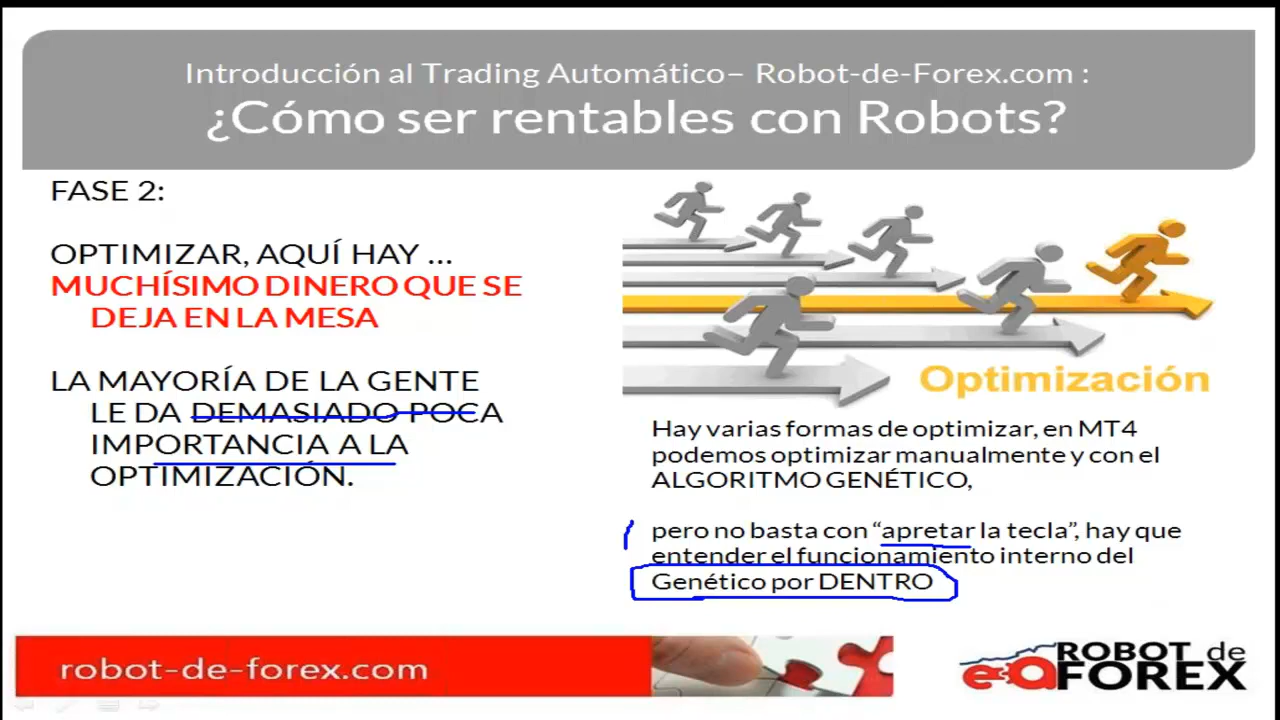 Introducción al Trading Automático– Robot-de-Forex.com :
¿Cómo ser rentables con Robots?
FASE 2:
OPTIMIZAR, AQUÍ HAY ...
MUCHÍSIMO DINERO QUE SE
DEJA EN LA MESA
LA MAYORÍA DE LA GENTE
LE DA DEMASIADO POCA
IMPORTANCIA A LA
OPTIMIZACIÓN.
Optimización
Hay varias formas de optimizar, en MT4
podemos optimizar manualmente y con el
ALGORITMO GENÉTICO,
pero no basta con “apretar la tecla”, hay que
entender el funcionamiento interno del
Genético por DENTRO
robot-de-forex.com
ea ROBOT de
FOREX